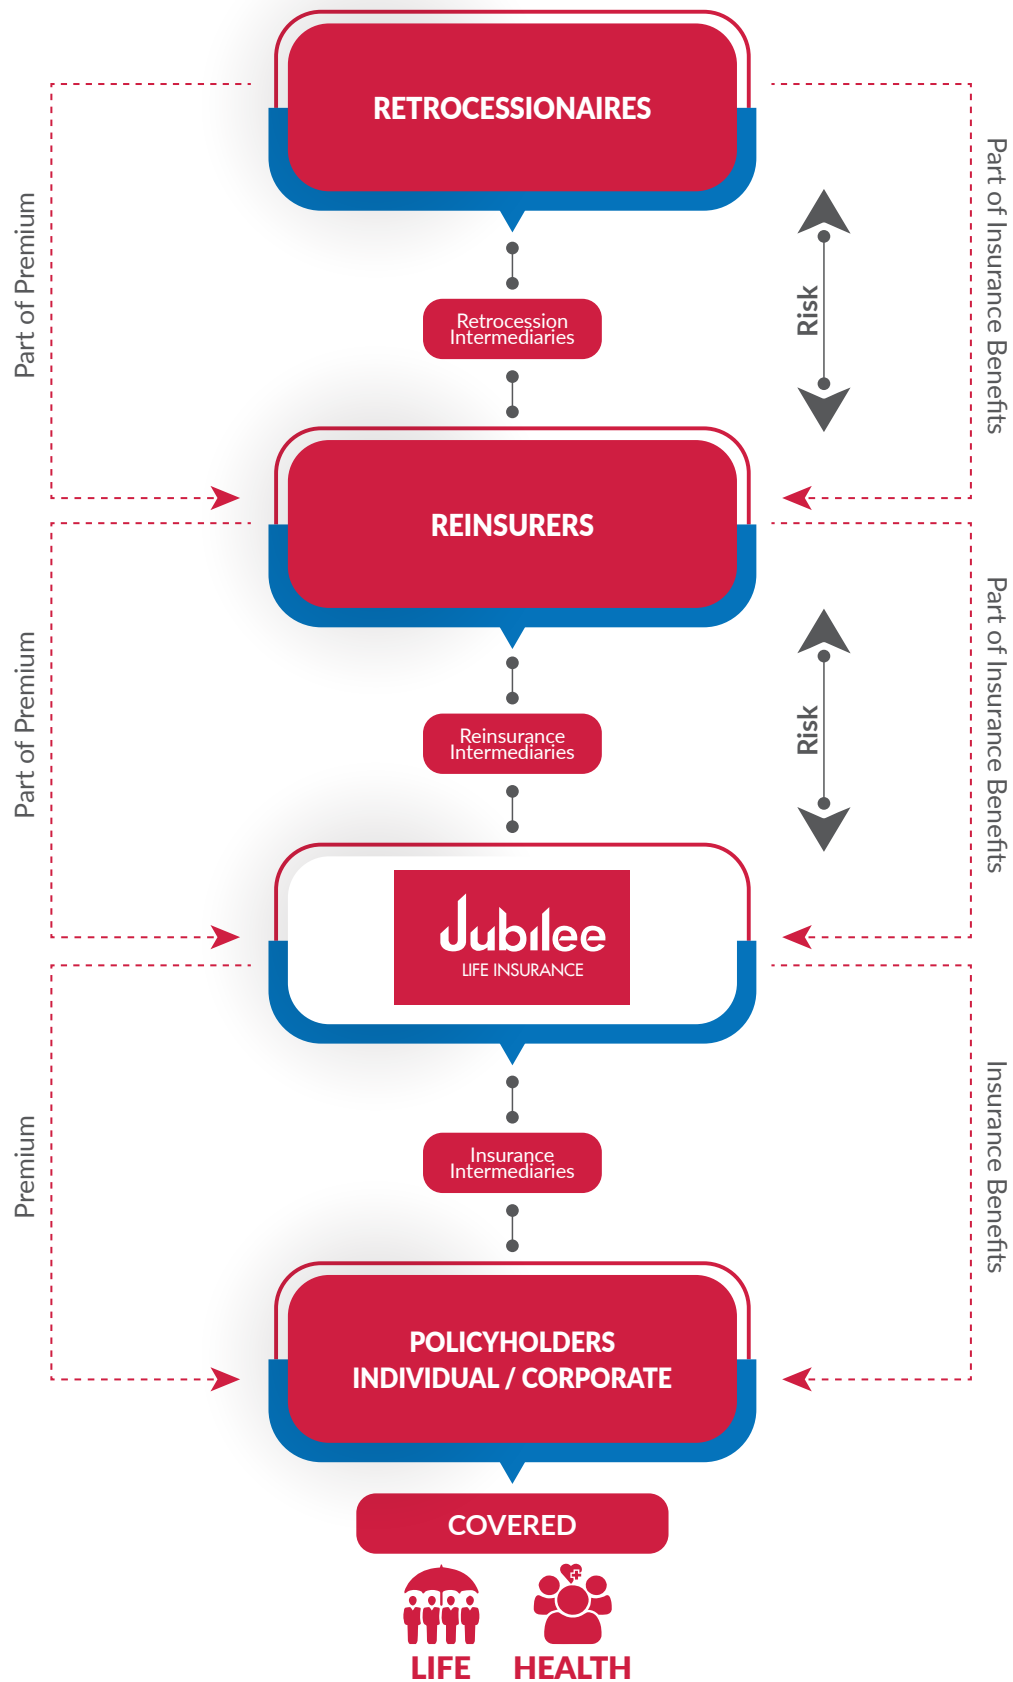 RETROCESSIONAIRES
Part of Premium
Part of Insurance Benefits
Risk
Retrocession
Intermediaries
REINSURERS
Part of Premium
Part of Insurance Benefits
Risk
Reinsurance
Intermediaries
Jubilee
LIFE INSURANCE
Premium
Insurance Benefits
Insurance
Intermediaries
POLICYHOLDERS
INDIVIDUAL / CORPORATE
COVERED
LIFE
HEALTH